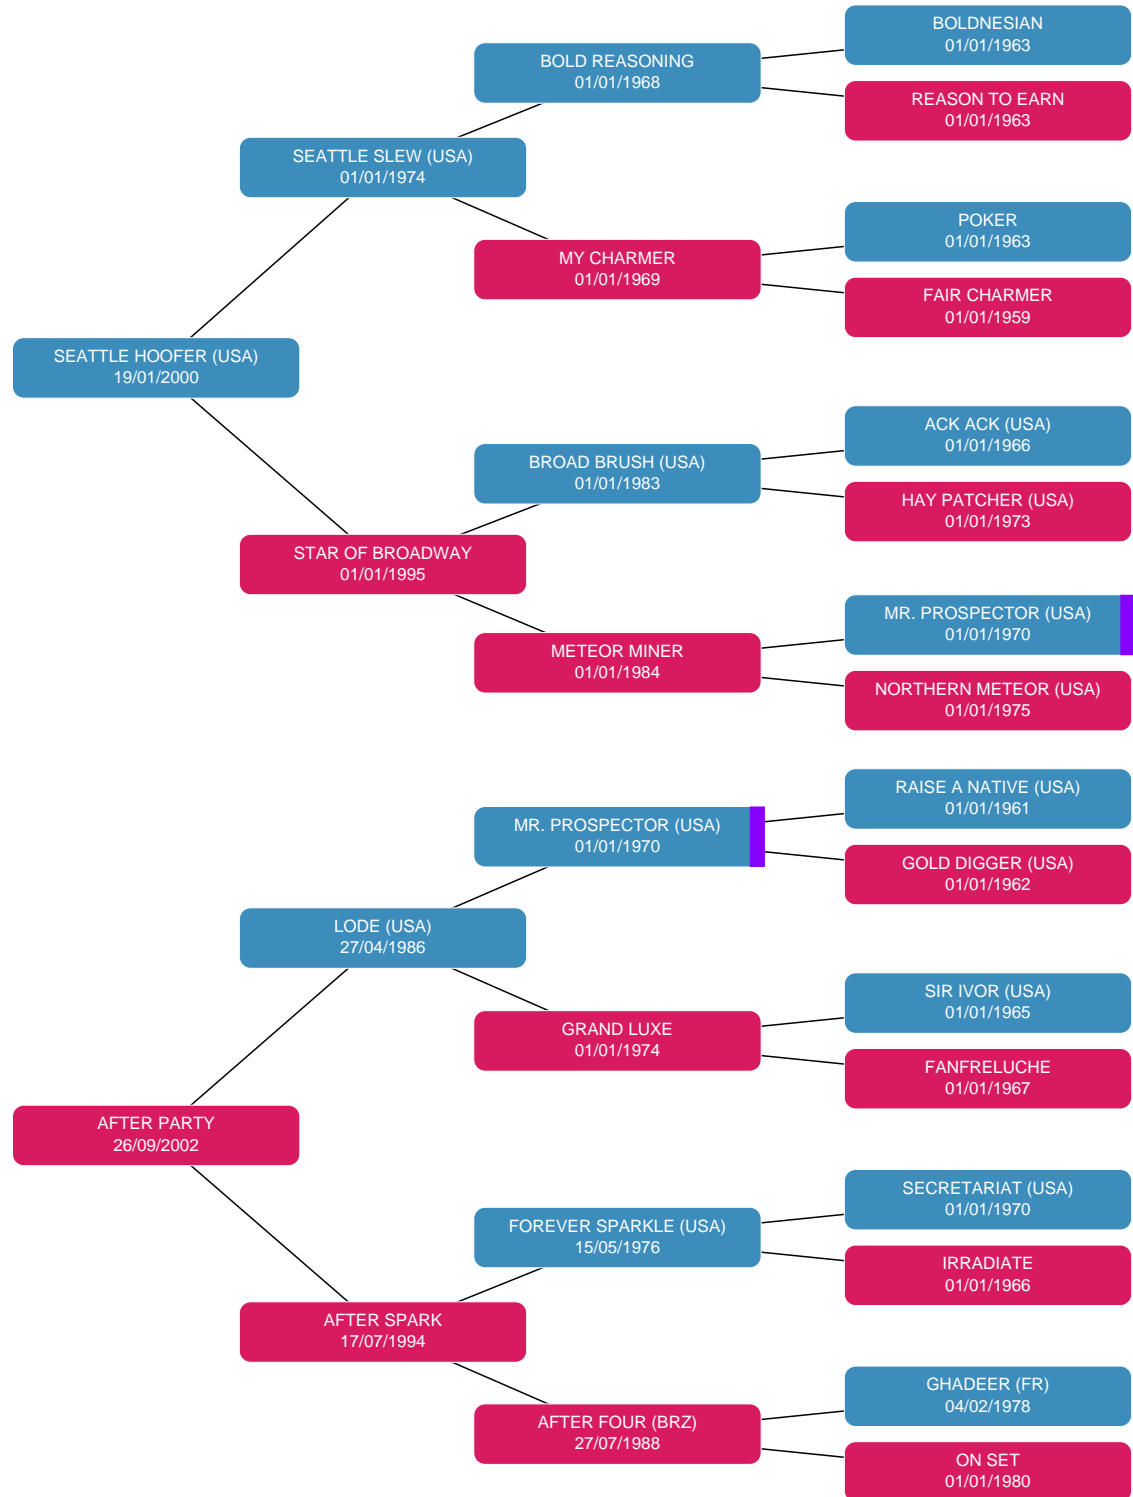 BOLDNESIAN
01/01/1963
BOLD REASONING
01/01/1968
REASON TO EARN
01/01/1963
SEATTLE SLEW (USA)
01/01/1974
POKER
01/01/1963
MY CHARMER
01/01/1969
FAIR CHARMER
01/01/1959
SEATTLE HOOFER (USA)
19/01/2000
ACK ACK (USA)
01/01/1966
BROAD BRUSH (USA)
01/01/1983
HAY PATCHER (USA)
01/01/1973
STAR OF BROADWAY
01/01/1995
MR. PROSPECTOR (USA)
01/01/1970
METEOR MINER
01/01/1984
NORTHERN METEOR (USA)
01/01/1975
RAISE A NATIVE (USA)
01/01/1961
MR. PROSPECTOR (USA)
01/01/1970
GOLD DIGGER (USA)
01/01/1962
LODE (USA)
27/04/1986
SIR IVOR (USA)
01/01/1965
GRAND LUXE
01/01/1974
FANFRELUCHE
01/01/1967
AFTER PARTY
26/09/2002
SECRETARIAT (USA)
01/01/1970
FOREVER SPARKLE (USA)
15/05/1976
IRRADIATE
01/01/1966
AFTER SPARK
17/07/1994
GHADEER (FR)
04/02/1978
AFTER FOUR (BRZ)
27/07/1988
ON SET
01/01/1980